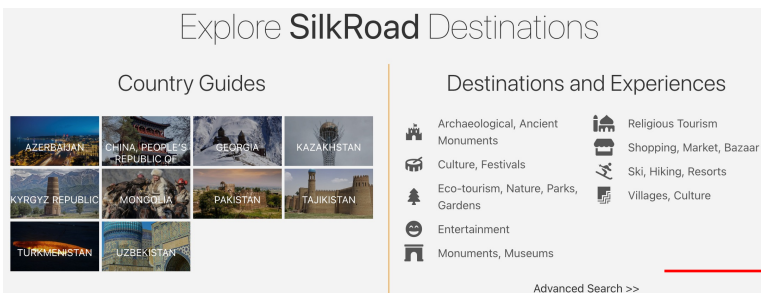 Explore SilkRoad Destinations
Country Guides
AZERBAIJAN
CHINA, PEOPLE'S
REPUBLIC OF
GEORGIA
KAZAKHSTAN
KYRGYZ REPUBLIC
MONGOLIA
PAKISTAN
TAJIKISTAN
TURKMENISTAN
UZBEKISTAN
Destinations and Experiences
Archaeological, Ancient
Monuments
Culture, Festivals
Eco-tourism, Nature, Parks,
Gardens
Entertainment
Monuments, Museums
Religious Tourism
Shopping, Market, Bazaar
Ski, Hiking, Resorts
Villages, Culture
Advanced Search >>